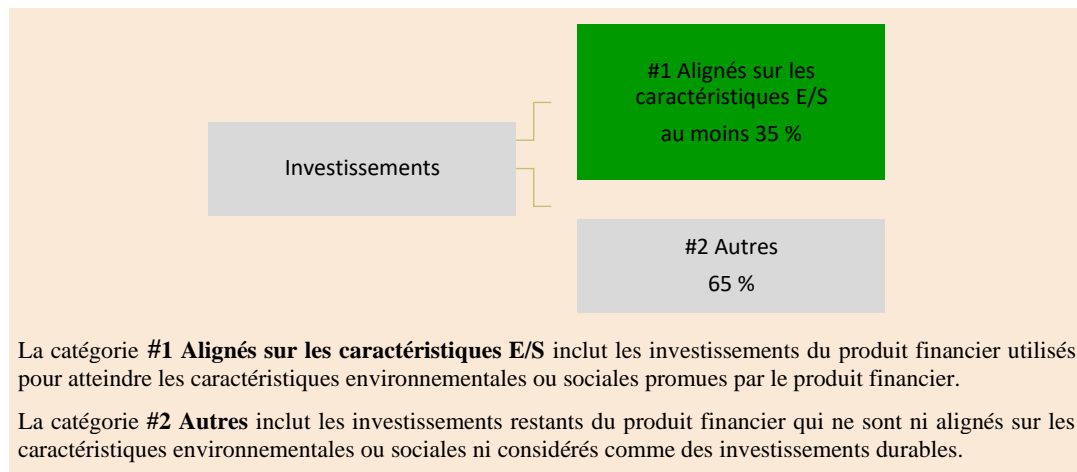 #1 Alignés sur les
caractéristiques E/S
au moins 35 %
Investissements
#2 Autres
65 %
La catégorie #1 Alignés sur les caractéristiques E/S inclut les investissements du produit financier utilisés
pour atteindre les caractéristiques environnementales ou sociales promues par le produit financier.
La catégorie #2 Autres inclut les investissements restants du produit financier qui ne sont ni alignés sur les
caractéristiques environnementales ou sociales ni considérés comme des investissements durables.